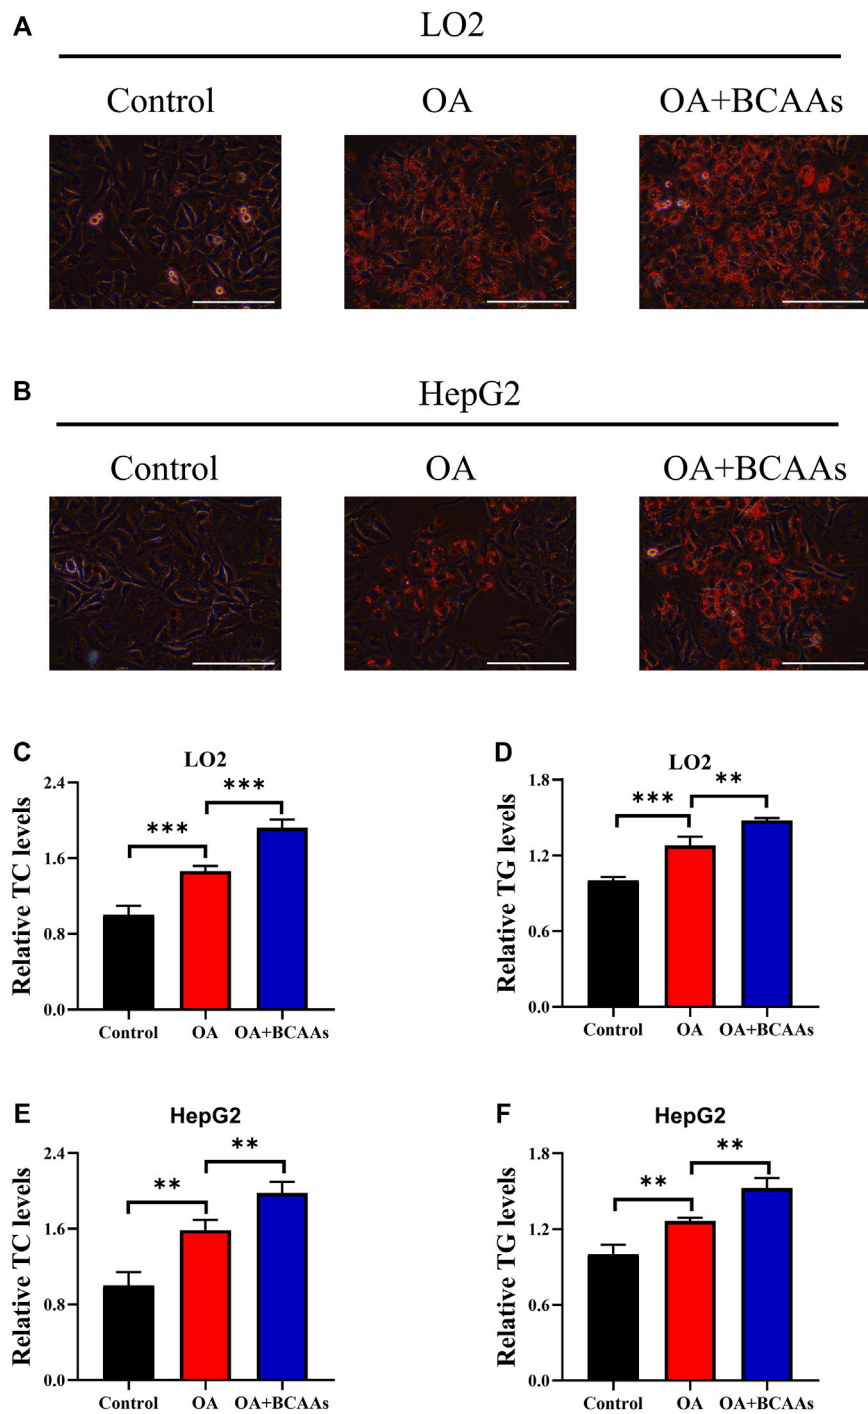 A
LO2
Control OA OA+BCAAs
B
HepG2
Control OA OA+BCAAs
C
LO2
Relative TC levels
2.4
1.6
0.8
0.0
***
***
Control OA OA+BCAAs
D
LO2
Relative TG levels
1.8
1.2
0.6
0.0
***
**
Control OA OA+BCAAs
E
HepG2
Relative TC levels
2.4
1.6
0.8
0.0
**
**
Control OA OA+BCAAs
F
HepG2
Relative TG levels
1.8
1.2
0.6
0.0
**
**
Control OA OA+BCAAs